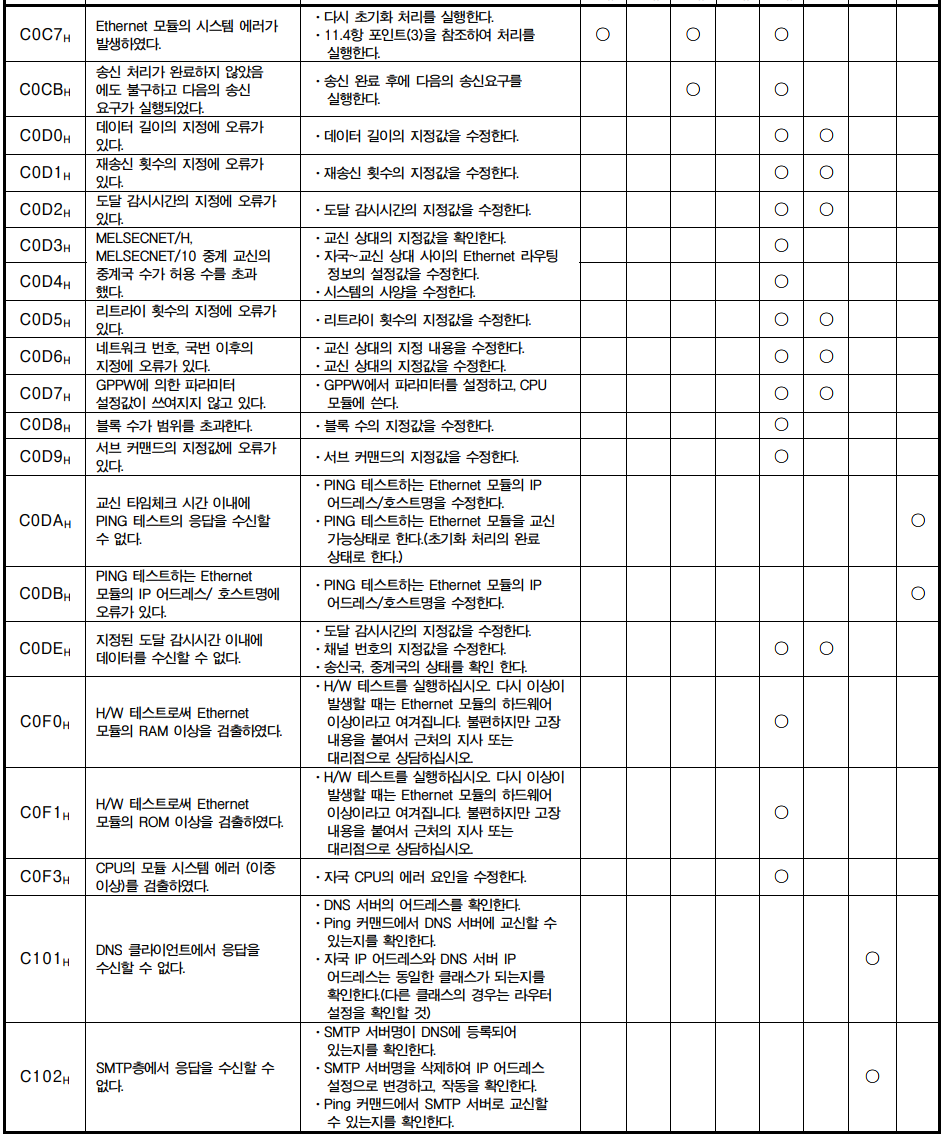 C0C7H
Ethernet 모듈의 시스템 에러가
발생하였다.
·다시 초기화 처리를 실행한다.
·11.4항 포인트(3)을 참조하여 처리를
실행한다.
○ ○ ○
C0CBH
송신 처리가 완료하지 않았음
에도 불구하고 다음의 송신
요구가 실행되었다.
·송신 완료 후에 다음의 송신요구를
실행한다.
○ ○
C0D0H
데이터 길이의 지정에 오류가
있다.
·데이터 길이의 지정값을 수정한다.
○ ○
C0D1H
재송신 횟수의 지정에 오류가
있다.
·재송신 횟수의 지정값을 수정한다.
○ ○
C0D2H
도달 감시시간의 지정에 오류가
있다.
·도달 감시시간의 지정값을 수정한다.
○ ○
C0D3H
C0D4H
MELSECNET/H,
MELSECNET/10 중계 교신의
중계국 수가 허용 수를 초과
했다.
·교신 상대의 지정값을 확인한다.
·자국~교신 상대 사이의 Ethernet 라우팅
정보의 설정값을 수정한다.
·시스템의 사양을 수정한다.
○
○
C0D5H
리트라이 횟수의 지정에 오류가
있다.
·리트라이 횟수의 지정값을 수정한다.
○ ○
C0D6H
네트워크 번호, 국번 이후의
지정에 오류가 있다.
·교신 상대의 지정 내용을 수정한다.
·교신 상대의 지정값을 수정한다.
○ ○
C0D7H
GPPW에 의한 파라미터
설정값이 쓰여지지 않고 있다.
·GPPW에서 파라미터를 설정하고, CPU
모듈에 쓴다.
○ ○
C0D8H
블록 수가 범위를 초과한다.
·블록 수의 지정값을 수정한다.
○
C0D9H
서브 커맨드의 지정값에 오류가
있다.
·서브 커맨드의 지정값을 수정한다.
○
C0DAH
교신 타임체크 시간 이내에
PING 테스트의 응답을 수신할
수 없다.
·PING 테스트하는 Ethernet 모듈의 IP
어드레스/호스트명을 수정한다.
·PING 테스트하는 Ethernet 모듈을 교신
가능상태로 한다.(초기화 처리의 완료
상태로 한다.)
○
C0DBH
PING 테스트하는 Ethernet
모듈의 IP 어드레스/ 호스트명에
오류가 있다.
·PING 테스트하는 Ethernet 모듈의 IP
어드레스/호스트명을 수정한다.
○
C0DEH
지정된 도달 감시시간 이내에
데이터를 수신할 수 없다.
·도달 감시시간의 지정값을 수정한다.
·채널 번호의 지정값을 수정한다.
·송신국, 중계국의 상태를 확인 한다.
○ ○
C0F0H
H/W 테스트로써 Ethernet
모듈의 RAM 이상을 검출하였다.
·H/W 테스트를 실행하십시오. 다시 이상이
발생할 때는 Ethernet 모듈의 하드웨어
이상이라고 여겨집니다. 불편하지만 고장
내용을 붙여서 근처의 지사 또는
대리점으로 상담하십시오.
○
C0F1H
H/W 테스트로써 Ethernet
모듈의 ROM 이상을 검출하였다.
·H/W 테스트를 실행하십시오. 다시 이상이
발생할 때는 Ethernet 모듈의 하드웨어
이상이라고 여겨집니다. 불편하지만 고장
내용을 붙여서 근처의 지사 또는
대리점으로 상담하십시오.
○
C0F3H
CPU의 모듈 시스템 에러 (이중
이상)를 검출하였다.
·자국 CPU의 에러 요인을 수정한다.
○
C101H
DNS 클라이언트에서 응답을
수신할 수 없다.
·DNS 서버의 어드레스를 확인한다.
·Ping 커맨드에서 DNS 서버에 교신할 수
있는지를 확인한다.
·자국 IP 어드레스와 DNS 서버 IP
어드레스는 동일한 클래스가 되는지를
확인한다.(다른 클래스의 경우는 라우터
설정을 확인할 것)
○
C102H
SMTP층에서 응답을 수신할 수
없다.
·SMTP 서버명이 DNS에 등록되어
있는지를 확인한다.
·SMTP 서버명을 삭제하여 IP 어드레스
설정으로 변경하고, 작동을 확인한다.
·Ping 커맨드에서 SMTP 서버로 교신할
수 있는지를 확인한다.
○